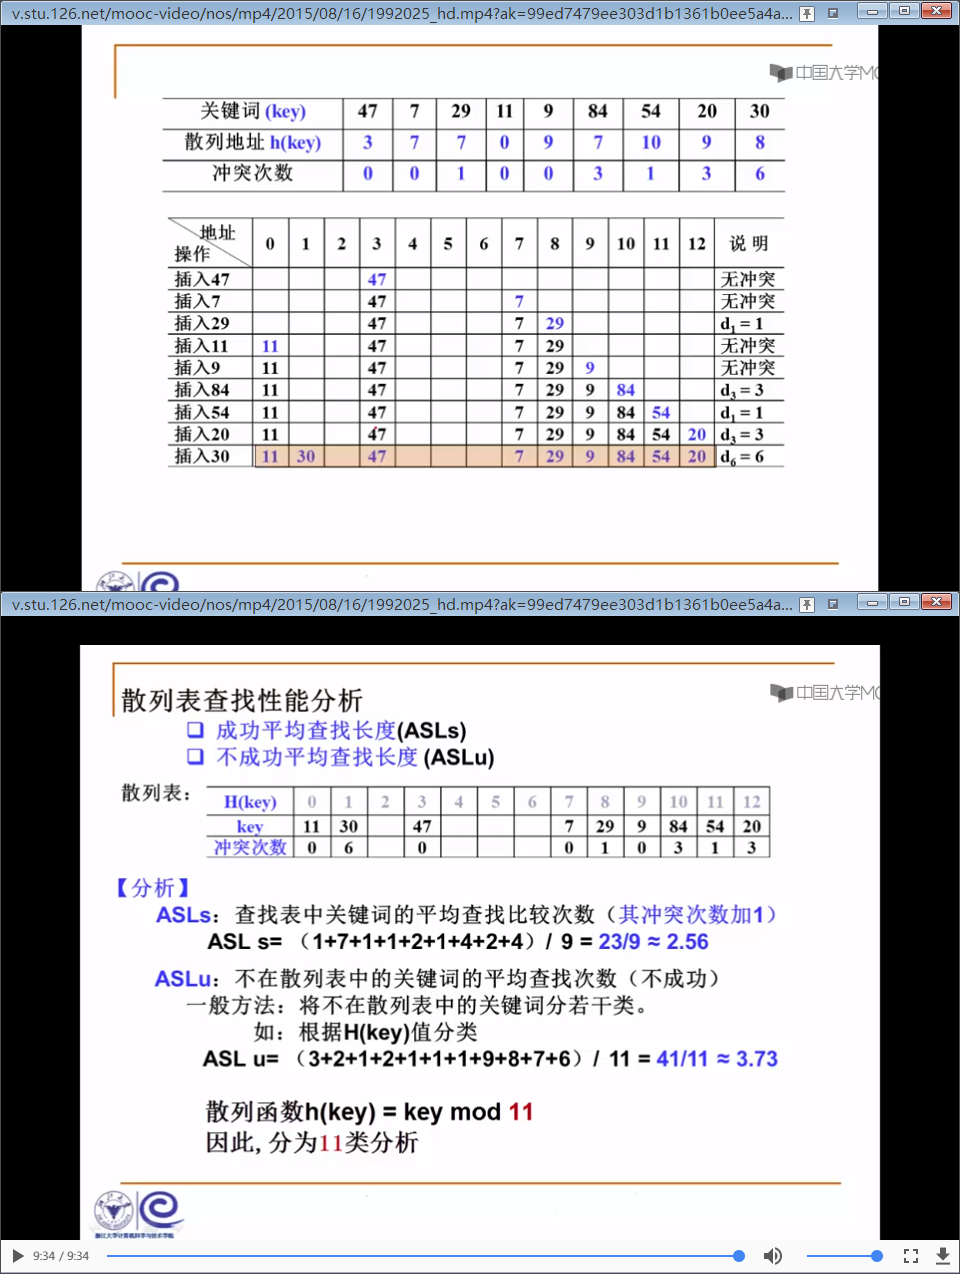 v.stu.126.net/mooc-video/nos/mp4/2015/08/16/1992025_hd.mp4?ak=99ed7479ee303d1b1361b0ee5a4a...
中国大学MO
关键词 (key) 47 7 29 11 9 84 54 20 30
散列地址 h(key) 3 7 7 0 9 7 10 9 8
冲突次数 0 0 1 0 0 3 1 3 6
地址 操作 0 1 2 3 4 5 6 7 8 9 10 11 12 说 明
插入47 47 无冲突
插入7 47 7 无冲突
插入29 47 7 29 d1 = 1
插入11 11 47 7 29 无冲突
插入9 11 47 7 29 9 无冲突
插入84 11 47 7 29 9 84 d3 = 3
插入54 11 47 7 29 9 84 54 d1 = 1
插入20 11 47 7 29 9 84 54 20 d3 = 3
插入30 11 30 47 7 29 9 84 54 20 d6 = 6
v.stu.126.net/mooc-video/nos/mp4/2015/08/16/1992025_hd.mp4?ak=99ed7479ee303d1b1361b0ee5a4a...
中国大学MO
散列表查找性能分析
❑ 成功平均查找长度(ASLs)
❑ 不成功平均查找长度 (ASLu)
散列表：
H(key) 0 1 2 3 4 5 6 7 8 9 10 11 12
key 11 30 47 7 29 9 84 54 20
冲突次数 0 6 0 0 1 0 3 1 3
【分析】
ASLs：查找表中关键词的平均查找比较次数（其冲突次数加1）
ASL s= （1+7+1+1+2+1+4+2+4）/ 9 = 23/9 ≈ 2.56
ASLu：不在散列表中的关键词的平均查找次数（不成功）
一般方法：将不在散列表中的关键词分若干类。
如：根据H(key)值分类
ASL u= （3+2+1+2+1+1+1+9+8+7+6）/ 11 = 41/11 ≈ 3.73
散列函数h(key) = key mod 11
因此, 分为11类分析
浙江大学计算机科学与技术学院
9:34 / 9:34